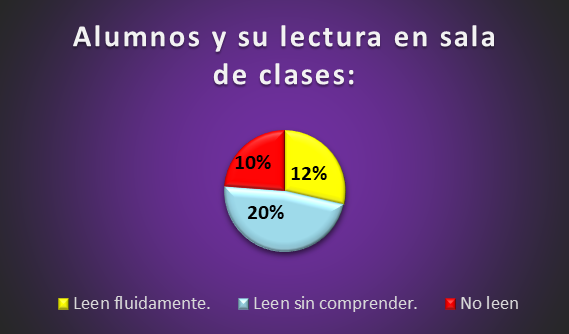 Alumnos y su lectura en sala
de clases:
10%
12%
20%
Leen fluidamente.
Leen sin comprender.
No leen